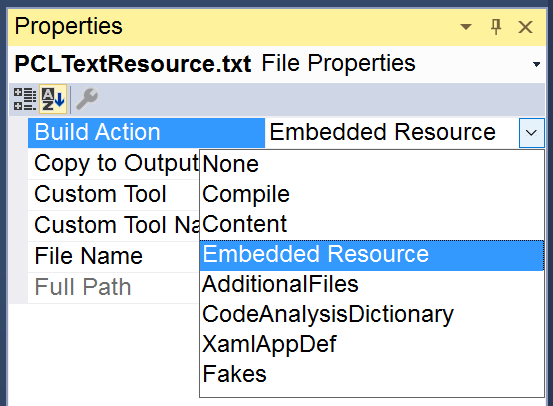 Properties
PCLTextResource.txt File Properties
Build Action Embedded Resource
Copy to Output
None
Custom Tool
Compile
Custom Tool Na
Content
File Name
Embedded Resource
Full Path
AdditionalFiles
CodeAnalysisDictionary
XamlAppDef
Fakes